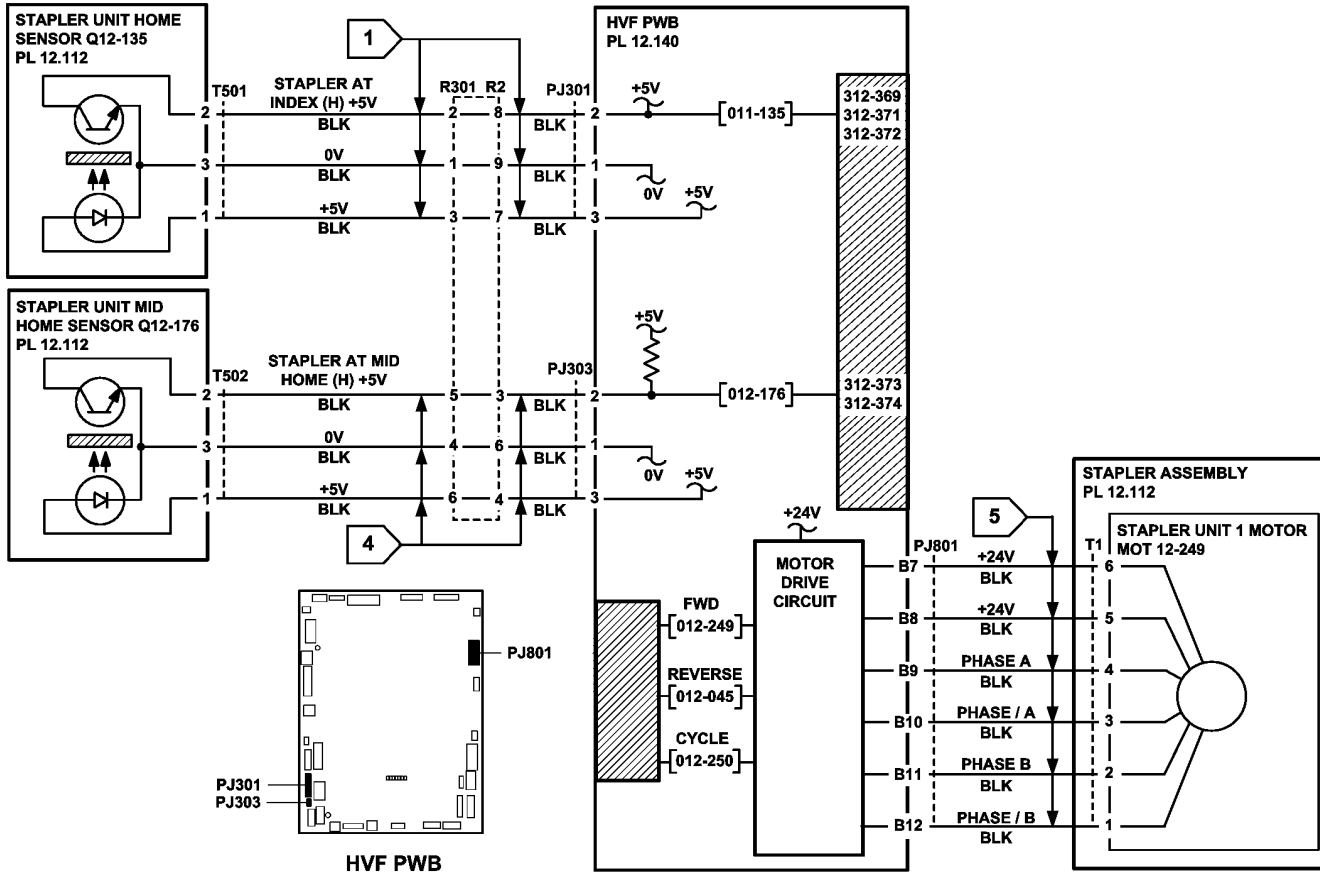 STAPLER UNIT HOME
SENSOR Q12-135
PL 12.112
2
3
1
T501
STAPLER AT
INDEX (H) +5V
BLK
0V
BLK
+5V
BLK
1
R301 R2
2 8
1 9
3 7
BLK
BLK
BLK
PJ301
2
1
3
HVF PWB
PL 12.140
+5V
0V
+5V
[011-135]
312-369
312-371
312-372
STAPLER UNIT MID
HOME SENSOR Q12-176
PL 12.112
2
3
1
T502
STAPLER AT MID
HOME (H) +5V
BLK
0V
BLK
+5V
BLK
4
5 3
4 6
6 4
BLK
BLK
BLK
PJ303
2
1
3
+5V
0V
+5V
[012-176]
312-373
312-374
FWD
[012-249]
REVERSE
[012-045]
CYCLE
[012-250]
+24V
MOTOR
DRIVE
CIRCUIT
B7
B8
B9
B10
B11
B12
PJ801
+24V
BLK
+24V
BLK
PHASE A
BLK
PHASE / A
BLK
PHASE B
BLK
PHASE / B
BLK
5
T1
STAPLER ASSEMBLY
PL 12.112
STAPLER UNIT 1 MOTOR
MOT 12-249
6
5
4
3
2
1
PJ801
PJ301
PJ303
HVF PWB